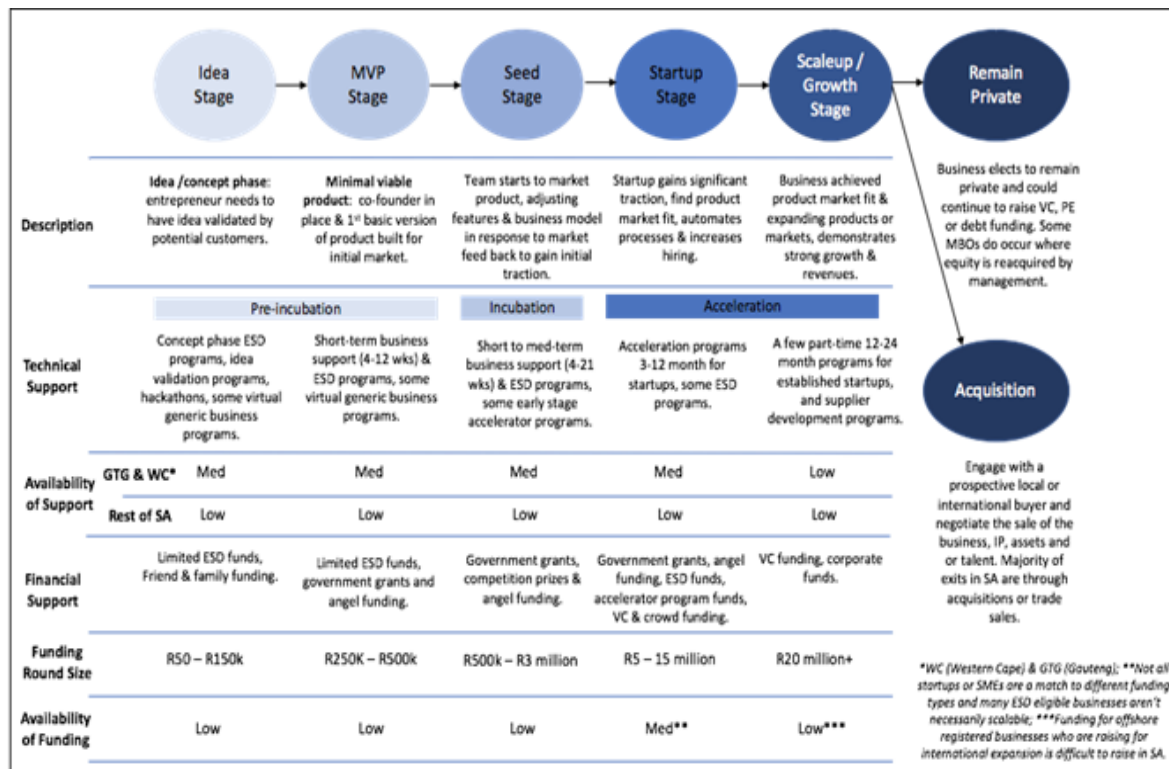 Idea
Stage
MVP
Stage
Seed
Stage
Startup
Stage
Scaleup /
Growth
Stage
Remain
Private
Description
Idea /concept phase:
entrepreneur needs to
have idea validated by
potential customers.
Minimal viable
product: co-founder in
place & 1st basic version
of product built for
initial market.
Team starts to market
product, adjusting
features & business model
in response to market
feed back to gain initial
traction.
Startup gains significant
traction, find product
market fit, automates
processes & increases
hiring.
Business achieved
product market fit &
expanding products or
markets, demonstrates
strong growth &
revenues.
Business elects to remain
private and could
continue to raise VC, PE
or debt funding. Some
MBOs do occur where
equity is reacquired by
management.
Pre-incubation
Incubation
Acceleration
Technical
Support
Concept phase ESD
programs, idea
validation programs,
hackathons, some virtual
generic business
programs.
Short-term business
support (4-12 wks) &
ESD programs, some
virtual generic business
programs.
Short to med-term
business support (4-21
wks) & ESD programs,
some early stage
accelerator programs.
Acceleration programs
3-12 month for
startups, some ESD
programs.
A few part-time 12-24
month programs for
established startups,
and supplier
development programs.
Acquisition
Availability
of Support
GTG & WC*
Med
Med
Med
Med
Low
Rest of SA
Low
Low
Low
Low
Low
Engage with a
prospective local or
international buyer and
negotiate the sale of the
business, IP, assets and
or talent. Majority of
exits in SA are through
acquisitions or trade
sales.
Financial
Support
Limited ESD funds,
Friend & family funding.
Limited ESD funds,
government grants and
angel funding.
Government grants,
competition prizes &
angel funding.
Government grants, angel
funding, ESD funds,
accelerator program funds,
VC & crowd funding.
VC funding, corporate
funds.
Funding
Round Size
R50 – R150k
R250K – R500k
R500k – R3 million
R5 – 15 million
R20 million+
Availability
of Funding
Low
Low
Low
Med**
Low***
*WC (Western Cape) & GTG (Gauteng); **Not all
startups or SMEs are a match to different funding
types and many ESD eligible businesses aren't
necessarily scalable; ***Funding for offshore
registered businesses who are raising for
international expansion is difficult to raise in SA.